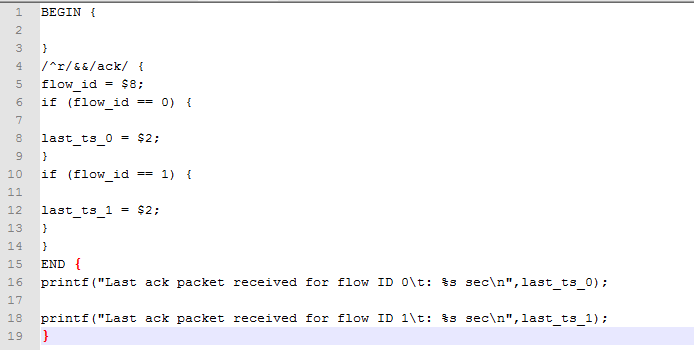 1 BEGIN {
2
3 }
4 /^r/&&/ack/ {
5 flow_id = $8;
6 if (flow_id == 0) {
7
8 last_ts_0 = $2;
9 }
10 if (flow_id == 1) {
11
12 last_ts_1 = $2;
13 }
14 }
15 END {
16 printf("Last ack packet received for flow ID 0\t: %s sec\n",last_ts_0);
17
18 printf("Last ack packet received for flow ID 1\t: %s sec\n",last_ts_1);
19 }